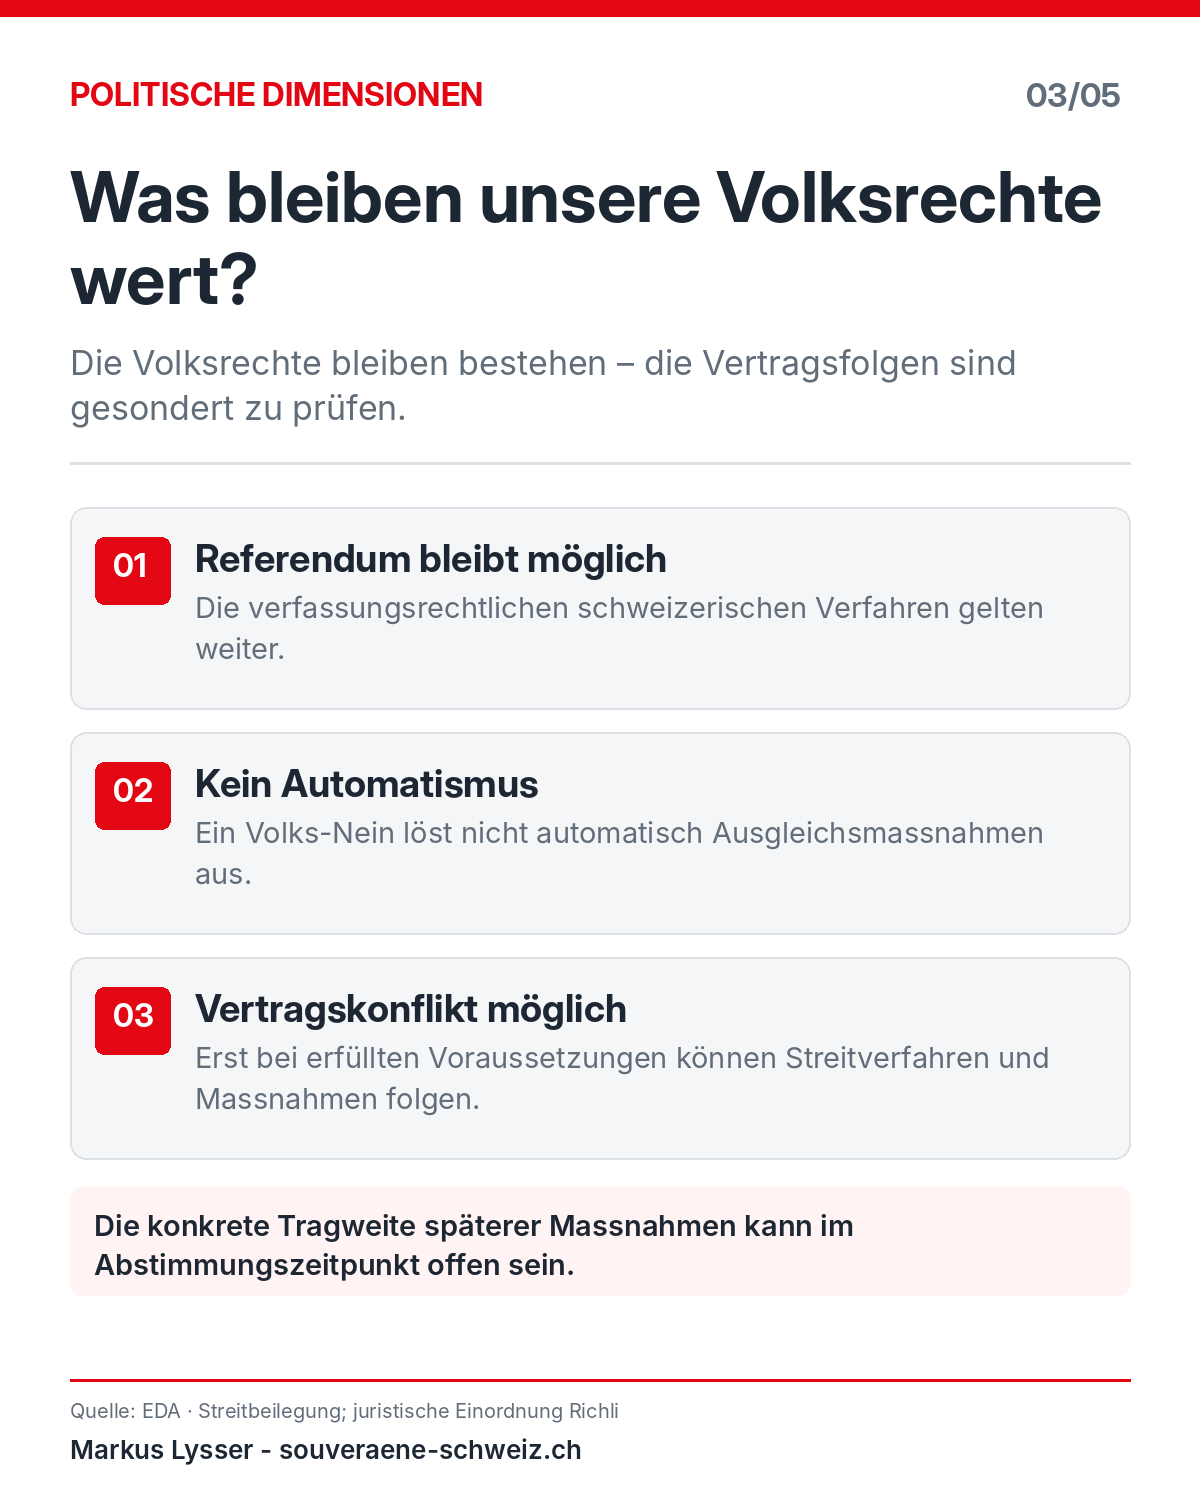 POLITISCHE DIMENSIONEN
03/05
Was bleiben unsere Volksrechte
wert?
Die Volksrechte bleiben bestehen – die Vertragsfolgen sind
gesondert zu prüfen.
01
Referendum bleibt möglich
Die verfassungsrechtlichen schweizerischen Verfahren gelten
weiter.
02
Kein Automatismus
Ein Volks-Nein löst nicht automatisch Ausgleichsmassnahmen
aus.
03
Vertragskonflikt möglich
Erst bei erfüllten Voraussetzungen können Streitverfahren und
Massnahmen folgen.
Die konkrete Tragweite späterer Massnahmen kann im
Abstimmungszeitpunkt offen sein.
Quelle: EDA · Streitbeilegung; juristische Einordnung Richli
Markus Lysser - souveraene-schweiz.ch